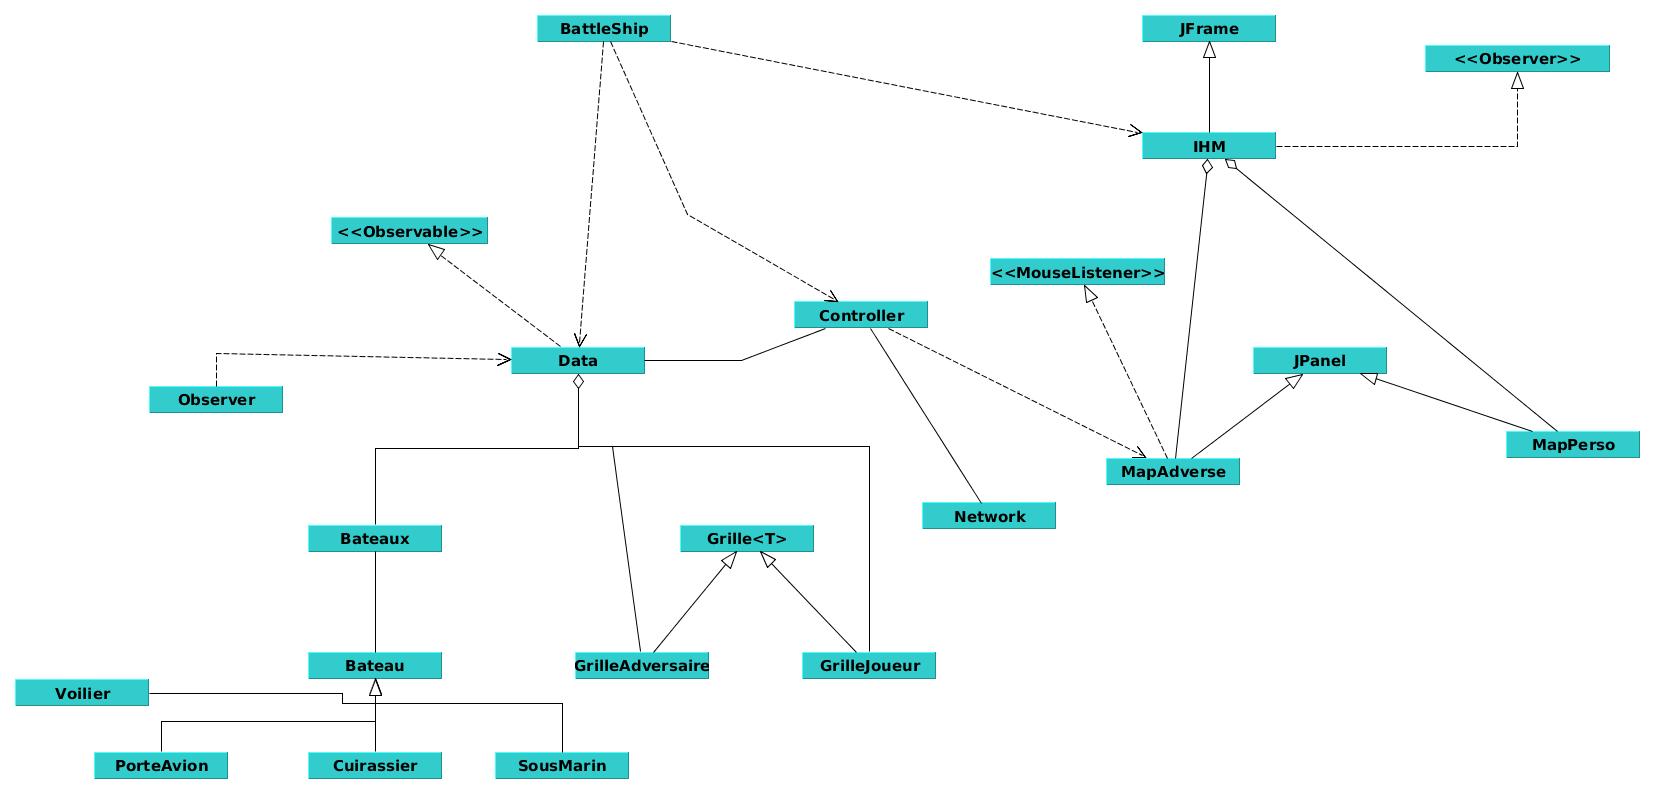 BattleShip
JFrame
<<Observer>>
IHM
<<Observable>>
<<MouseListener>>
Controller
Data
JPanel
Observer
MapPerso
MapAdverse
Network
Bateaux
Grille<T>
Bateau
GrilleAdversaire
GrilleJoueur
Voilier
PorteAvion
Cuirassier
SousMarin